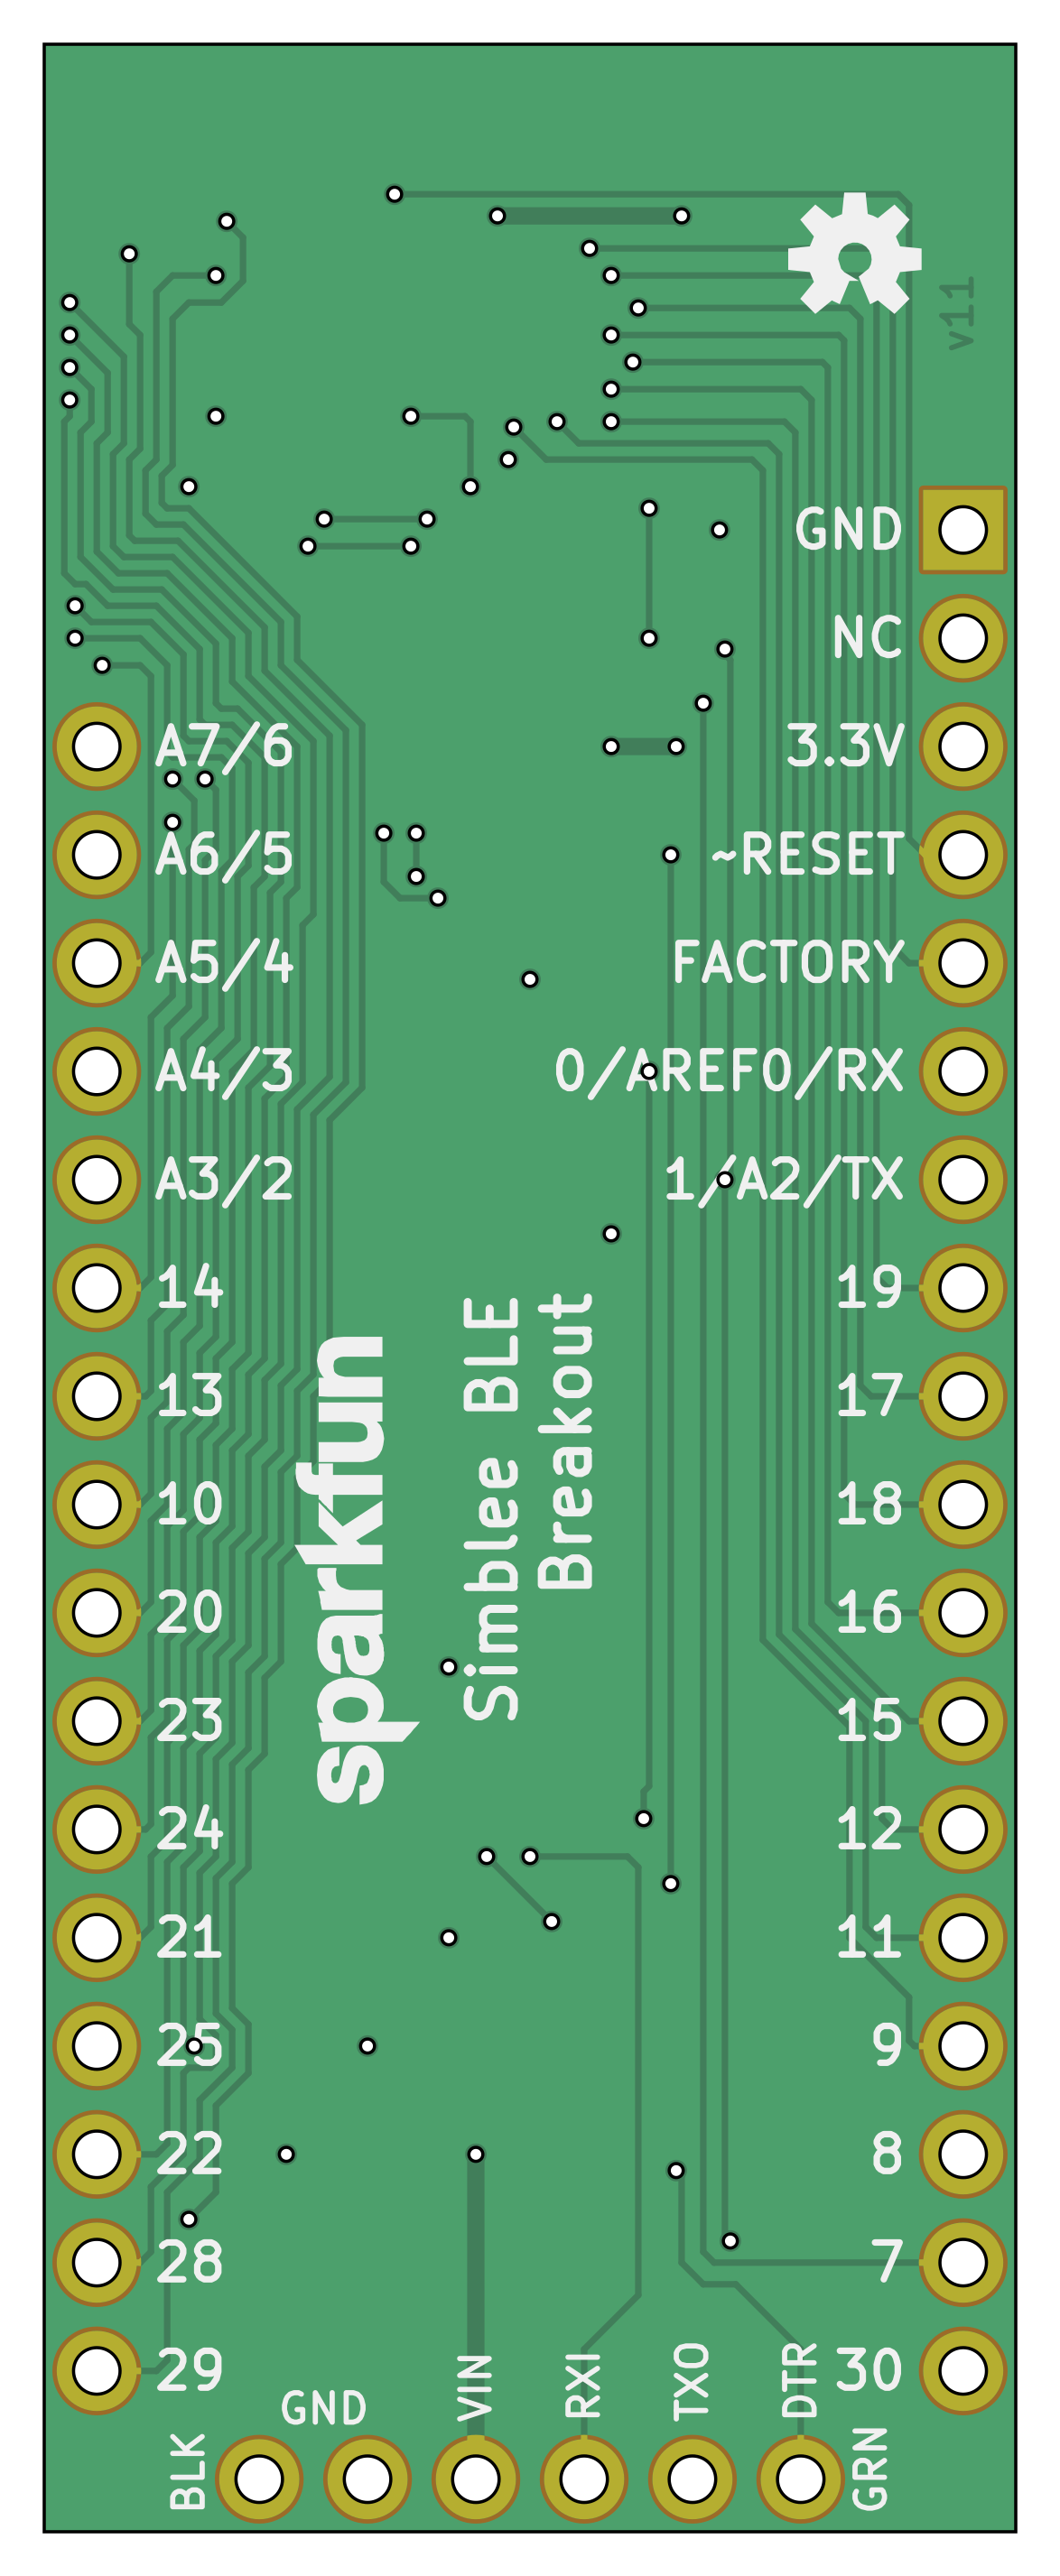 v11
GND
NC
A7/6 3.3V
A6/5 ~RESET
A5/4 FACTORY
A4/3 0/AREF0/RX
A3/2 1/A2/TX
14 19
13 17
10 18
20 16
23 15
24 12
21 11
25 9
22 8
28 7
29 30
sparkfun
Simblee BLE
Breakout
GND VIN RXI TXO DTR
BLK GRN